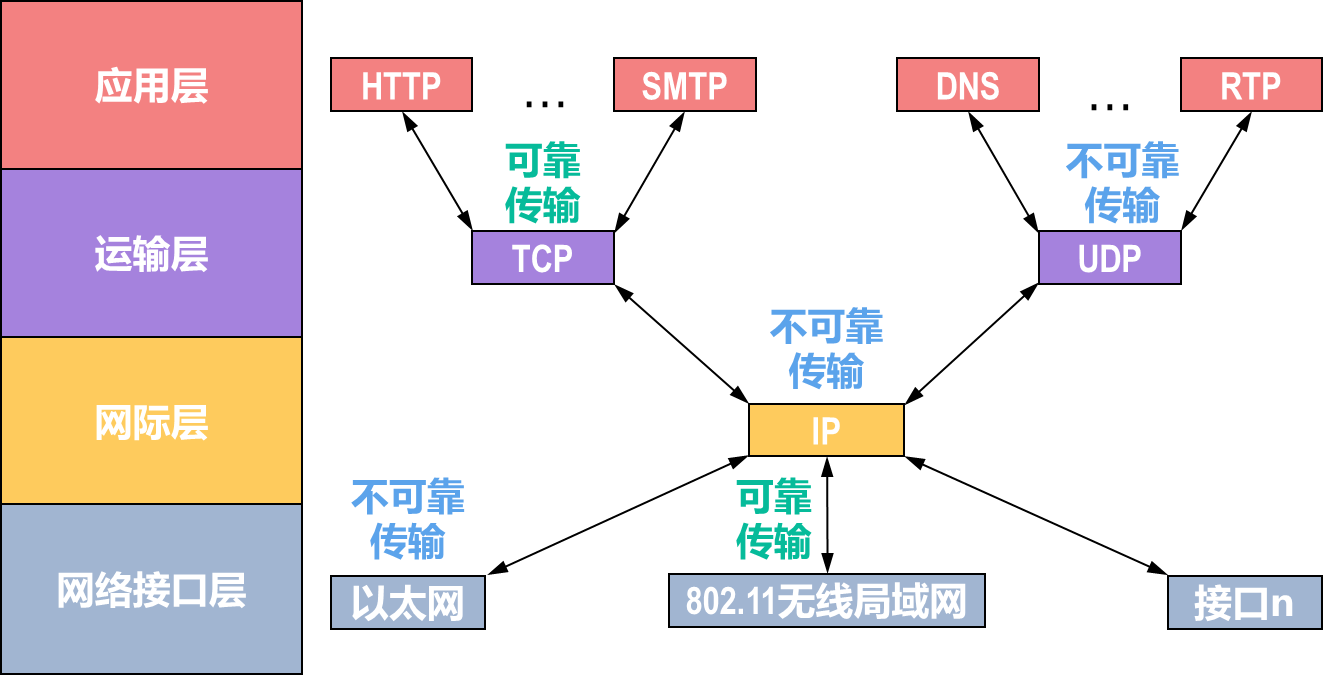 应用层
HTTP
…
SMTP
DNS
…
RTP
可靠
传输
不可靠
传输
运输层
TCP
UDP
不可靠
传输
网际层
IP
不可靠
传输
可靠
传输
网络接口层
以太网
802.11无线局域网
接口n